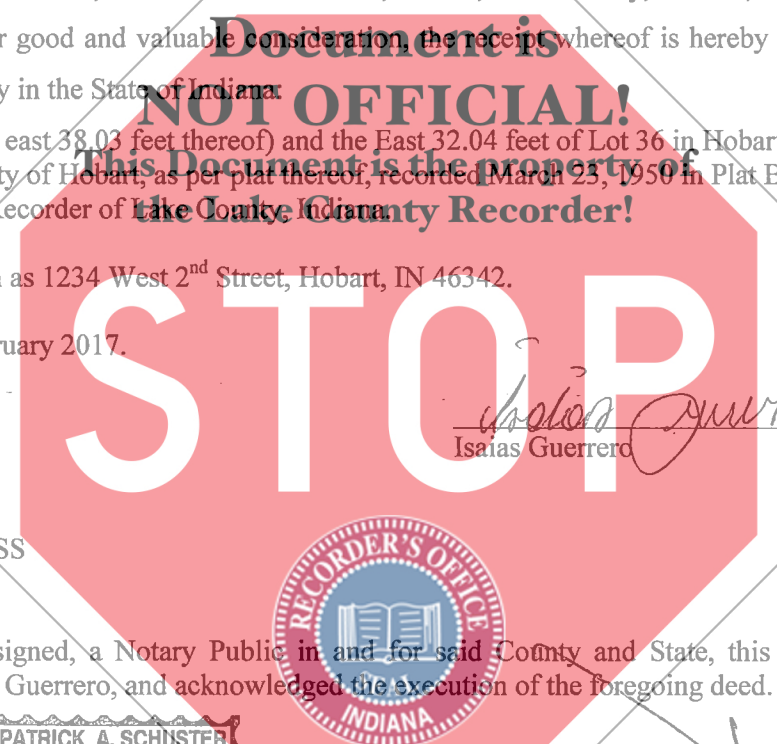 Document is
r good and valuable consideration, the receipt whereof is hereby
NOT OFFICIAL!
y in the State of Indiana:
east 38.03 feet thereof) and the East 32.04 feet of Lot 36 in Hobar
This Document is the property of
ty of Hobart, as per plat thereof, recorded March 23, 1950 in Plat B
the Lake County Recorder!
Recorder of Lake County, Indiana.
as 1234 West 2nd Street, Hobart, IN 46342.
ruary 2017.
STOP
Isaias Guerrero
SS
RECORDER'S OFFICE
SEAL
INDIANA
signed, a Notary Public in and for said County and State, this
Guerrero, and acknowledged the execution of the foregoing deed.
PATRICK A. SCHUSTER